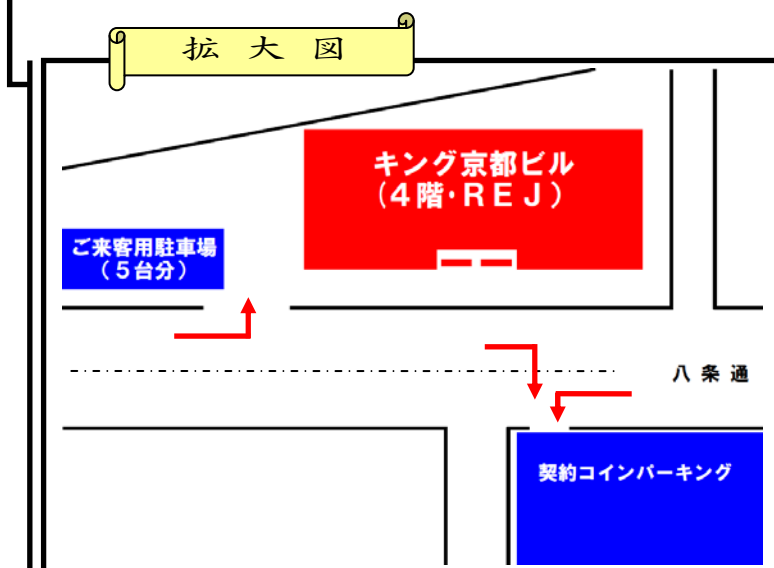 拡大図
キング京都ビル
（４階・ＲＥＪ）
ご来客用駐車場
（５台分）
八条通
契約コインパーキング